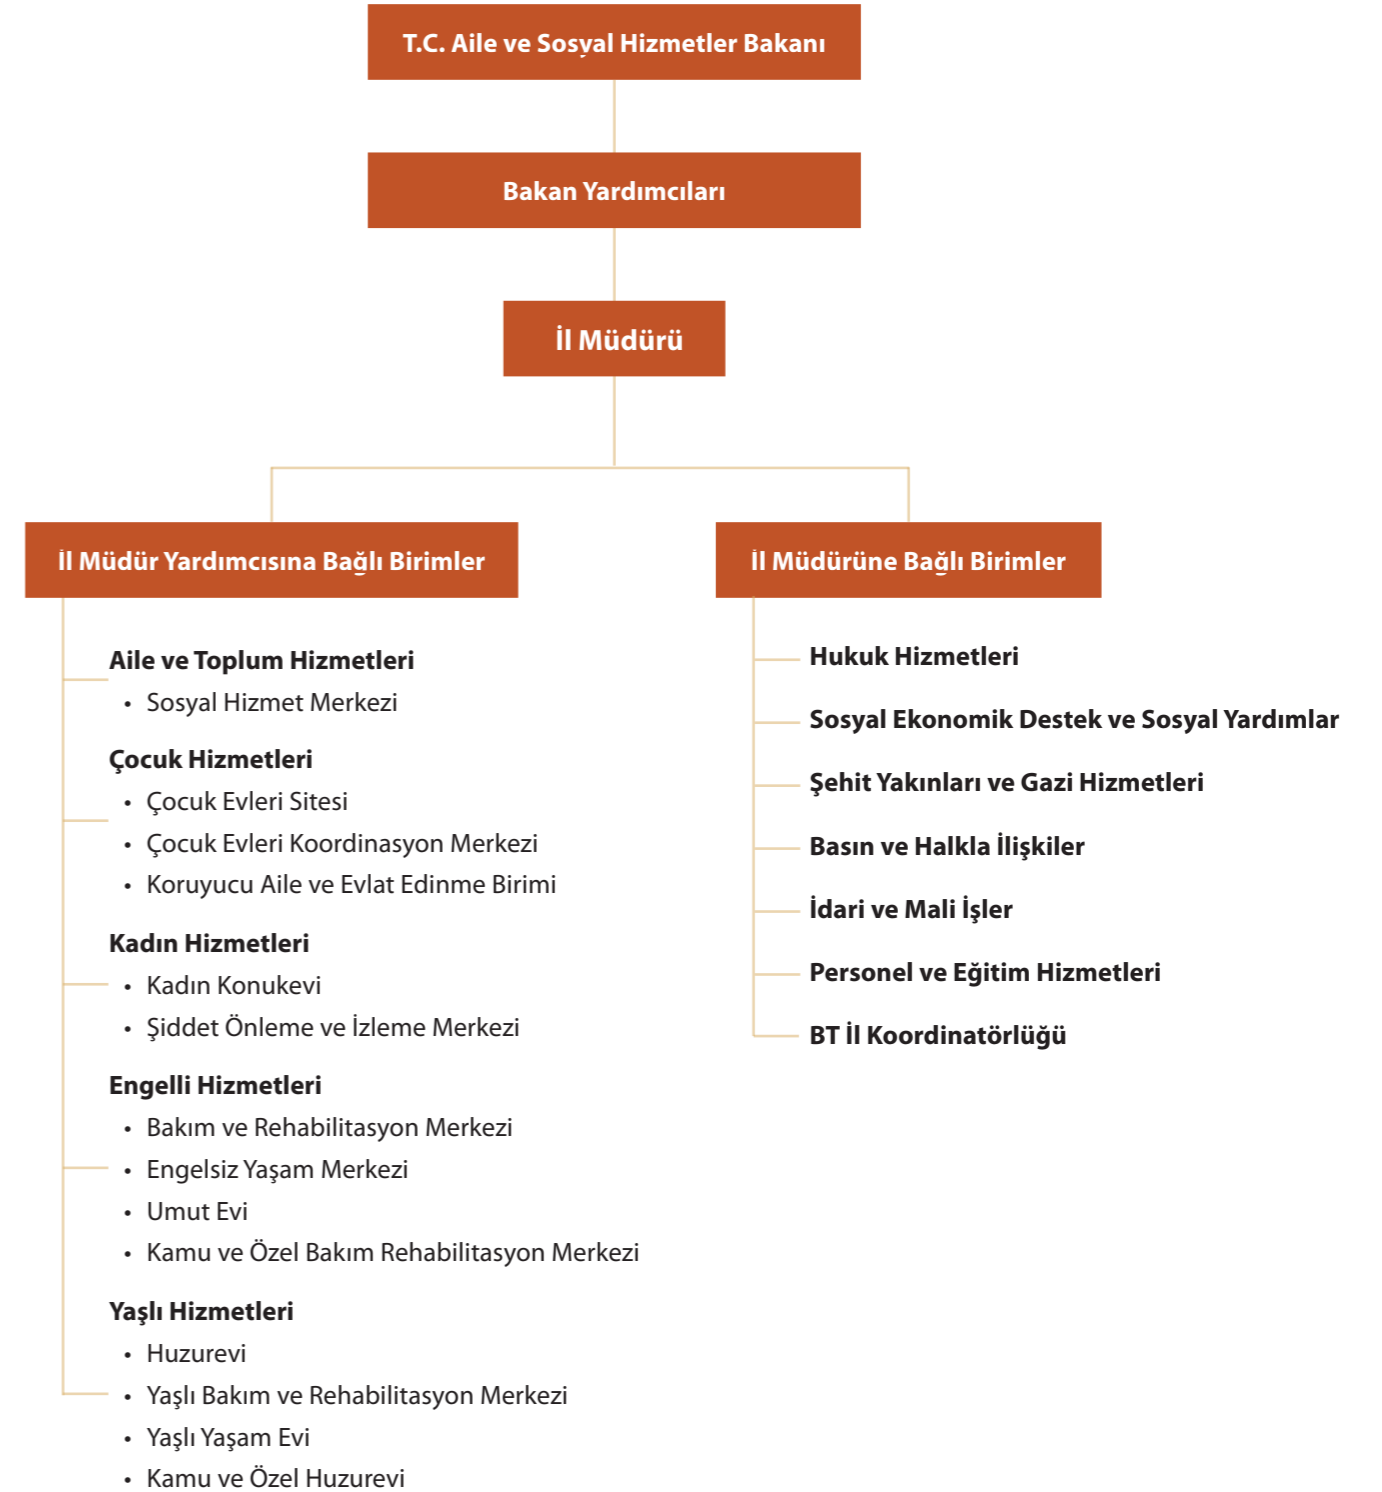 T.C. Aile ve Sosyal Hizmetler Bakanı
Bakan Yardımcıları
İl Müdürü
İl Müdür Yardımcısına Bağlı Birimler
Aile ve Toplum Hizmetleri
• Sosyal Hizmet Merkezi
Çocuk Hizmetleri
• Çocuk Evleri Sitesi
• Çocuk Evleri Koordinasyon Merkezi
• Koruyucu Aile ve Evlat Edinme Birimi
Kadın Hizmetleri
• Kadın Konukevi
• Şiddet Önleme ve İzleme Merkezi
Engelli Hizmetleri
• Bakım ve Rehabilitasyon Merkezi
• Engelsiz Yaşam Merkezi
• Umut Evi
• Kamu ve Özel Bakım Rehabilitasyon Merkezi
Yaşlı Hizmetleri
• Huzurevi
• Yaşlı Bakım ve Rehabilitasyon Merkezi
• Yaşlı Yaşam Evi
• Kamu ve Özel Huzurevi
İl Müdürüne Bağlı Birimler
Hukuk Hizmetleri
Sosyal Ekonomik Destek ve Sosyal Yardımlar
Şehit Yakınları ve Gazi Hizmetleri
Basın ve Halkla İlişkiler
İdari ve Mali İşler
Personel ve Eğitim Hizmetleri
BT İl Koordinatörlüğü